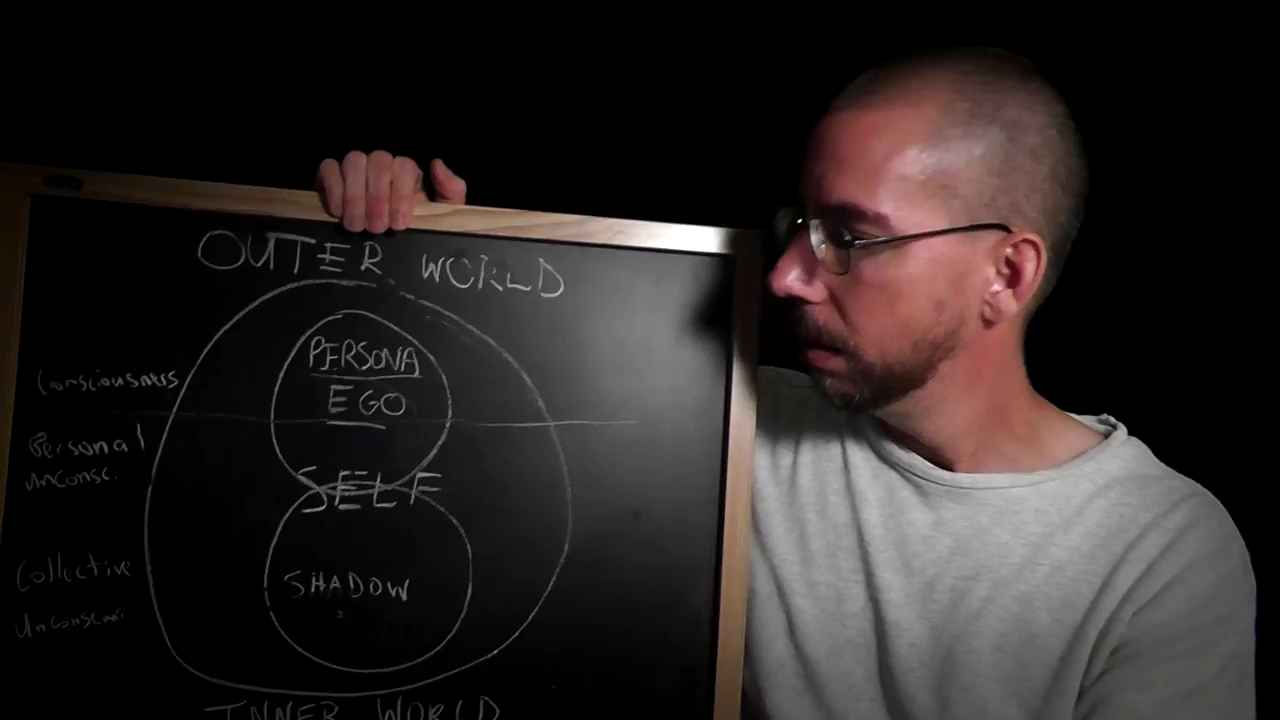 OUTER WORLD
PERSONA
Consciousness
EGO
Personal
unconsc.
SELF
Collective
SHADOW
INNER WORLD